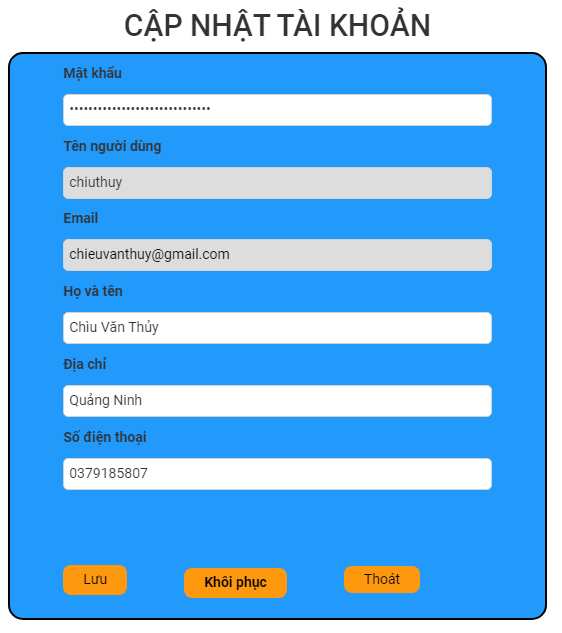 CẬP NHẬT TÀI KHOẢN
Mật khẩu
•••••••••••••••••••••••••••••••
Tên người dùng
chiuthuy
Email
chieuvanthuy@gmail.com
Họ và tên
Chìu Văn Thủy
Địa chỉ
Quảng Ninh
Số điện thoại
0379185807
Lưu Khôi phục Thoát